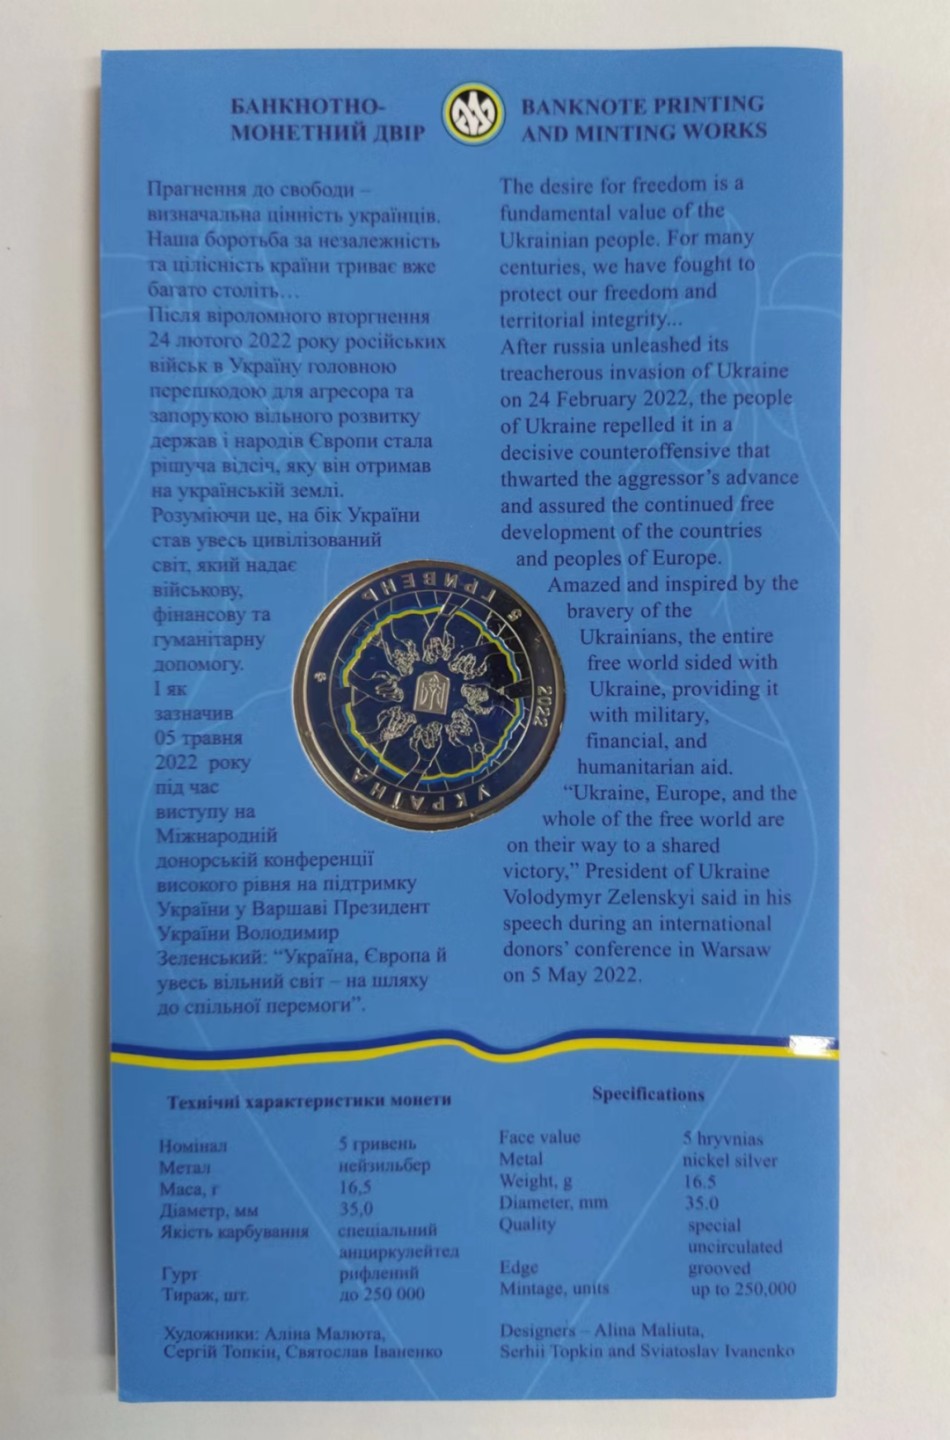 БАНКНОТНО-
МОНЕТНИЙ ДВІР
BANKNOTE PRINTING
AND MINTING WORKS
Прагнення до свободи –
визначальна цінність українців.
Наша боротьба за незалежність
та цілісність країни триває вже
багато століть…
Після віроломного вторгнення
24 лютого 2022 року російських
військ в Україну головною
перешкодою для агресора та
запорукою вільного розвитку
держав і народів Європи стала
рішуча відсіч, яку він отримав
на українській землі.
Розуміючи це, на бік України
став увесь цивілізований
світ, який надає
військову,
фінансову та
гуманітарну
допомогу.
І як
зазначив
05 травня
2022 року
під час
виступу на
Міжнародній
донорській конференції
високого рівня на підтримку
України у Варшаві Президент
України Володимир
Зеленський: “Україна, Європа й
увесь вільний світ – на шляху
до спільної перемоги”.
The desire for freedom is a
fundamental value of the
Ukrainian people. For many
centuries, we have fought to
protect our freedom and
territorial integrity...
After russia unleashed its
treacherous invasion of Ukraine
on 24 February 2022, the people
of Ukraine repelled it in a
decisive counteroffensive that
thwarted the aggressor’s advance
and assured the continued free
development of the countries
and peoples of Europe.
Amazed and inspired by the
bravery of the
Ukrainians, the entire
free world sided with
Ukraine, providing it
with military,
financial, and
humanitarian aid.
“Ukraine, Europe, and the
whole of the free world are
on their way to a shared
victory,” President of Ukraine
Volodymyr Zelenskyi said in his
speech during an international
donors’ conference in Warsaw
on 5 May 2022.
5 ГРИВЕНЬ
2022
УКРАЇНА
Технічні характеристики монети
Номінал 5 гривень
Метал нейзильбер
Маса, г 16,5
Діаметр, мм 35,0
Якість карбування спеціальний
анциркулейтед
Гурт рифлений
Тираж, шт. до 250 000
Художники: Аліна Малюта,
Сергій Топкін, Святослав Іваненко
Specifications
Face value 5 hryvnias
Metal nickel silver
Weight, g 16.5
Diameter, mm 35.0
Quality special
uncirculated
Edge grooved
Mintage, units up to 250,000
Designers – Alina Maliuta,
Serhii Topkin and Sviatoslav Ivanenko